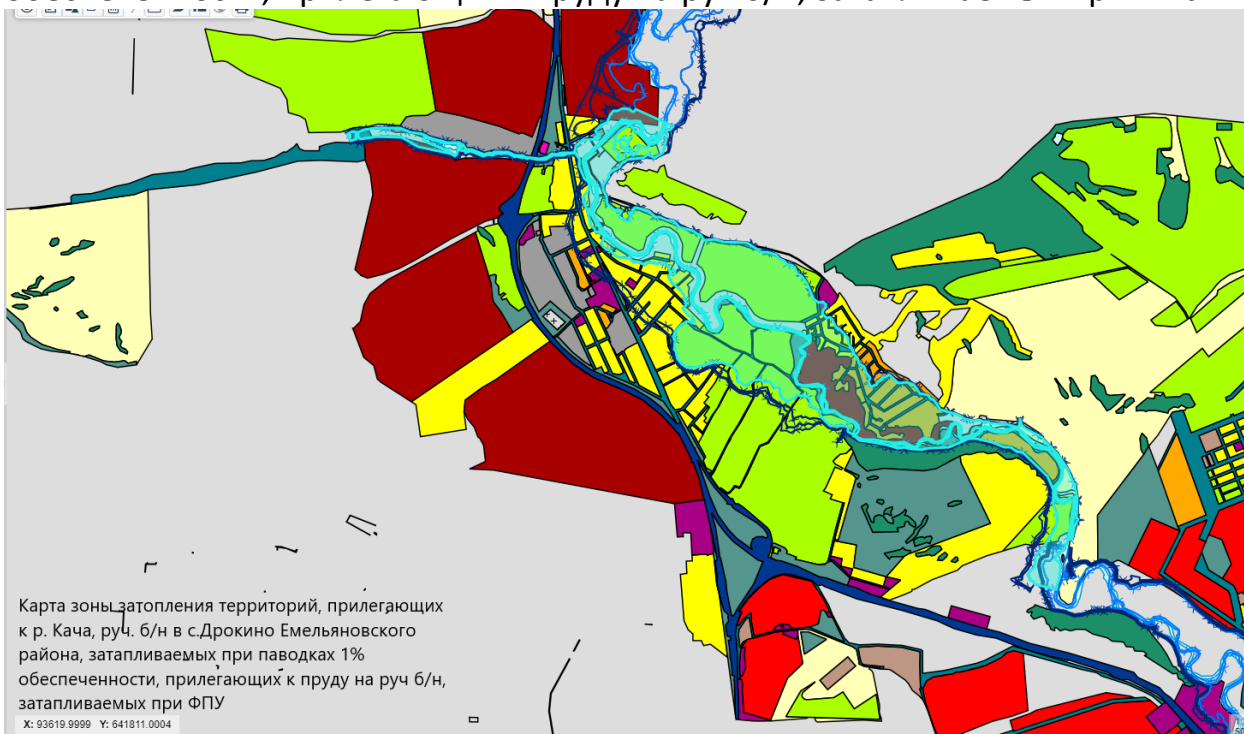 Карта зоны затопления территорий, прилегающих
к р. Кача, руч. б/н в с.Дрокино Емельяновского
района, затапливаемых при паводках 1%
обеспеченности, прилегающих к пруду на руч б/н,
затапливаемых при ФПУ
X: 93619.9999 Y: 641811.0004